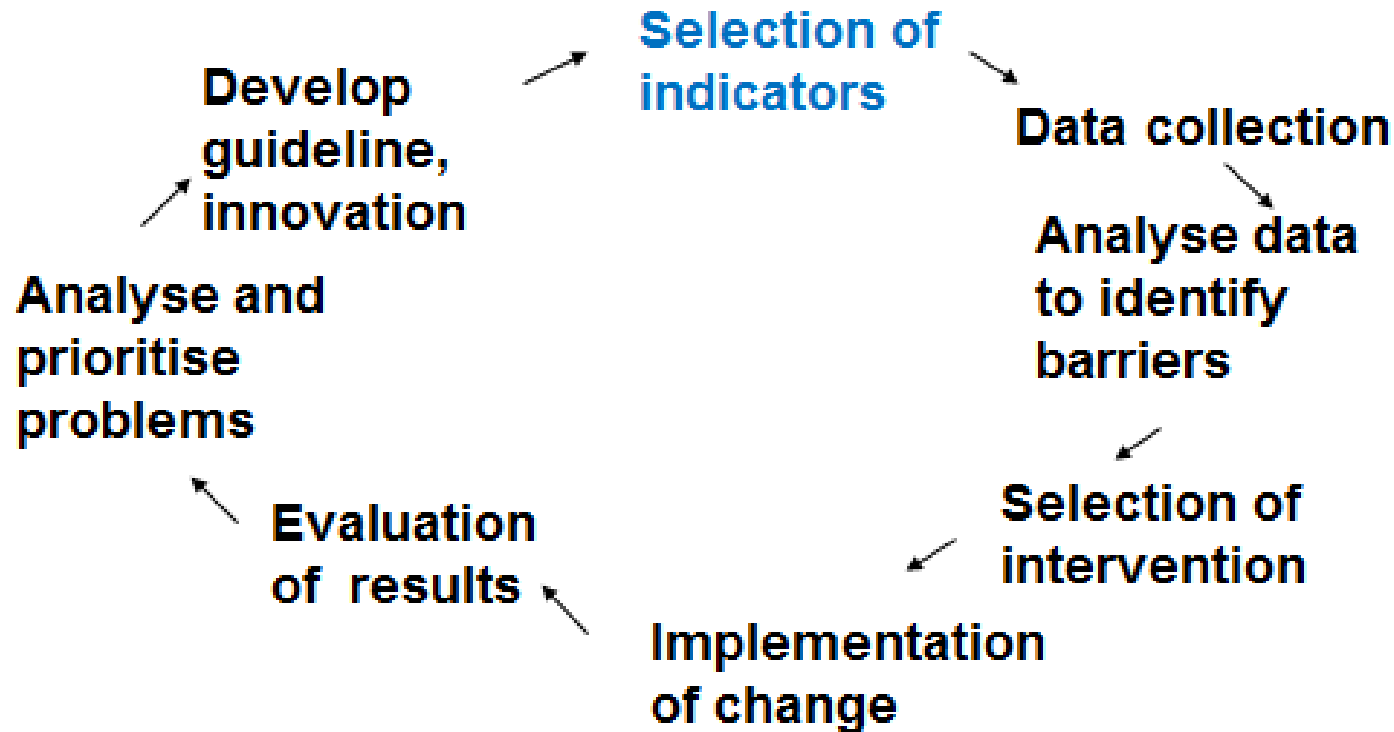 Selection of
indicators
Data collection
Analyse data
to identify
barriers
Selection of
intervention
Implementation
of change
Evaluation
of results
Analyse and
prioritise
problems
Develop
guideline,
innovation